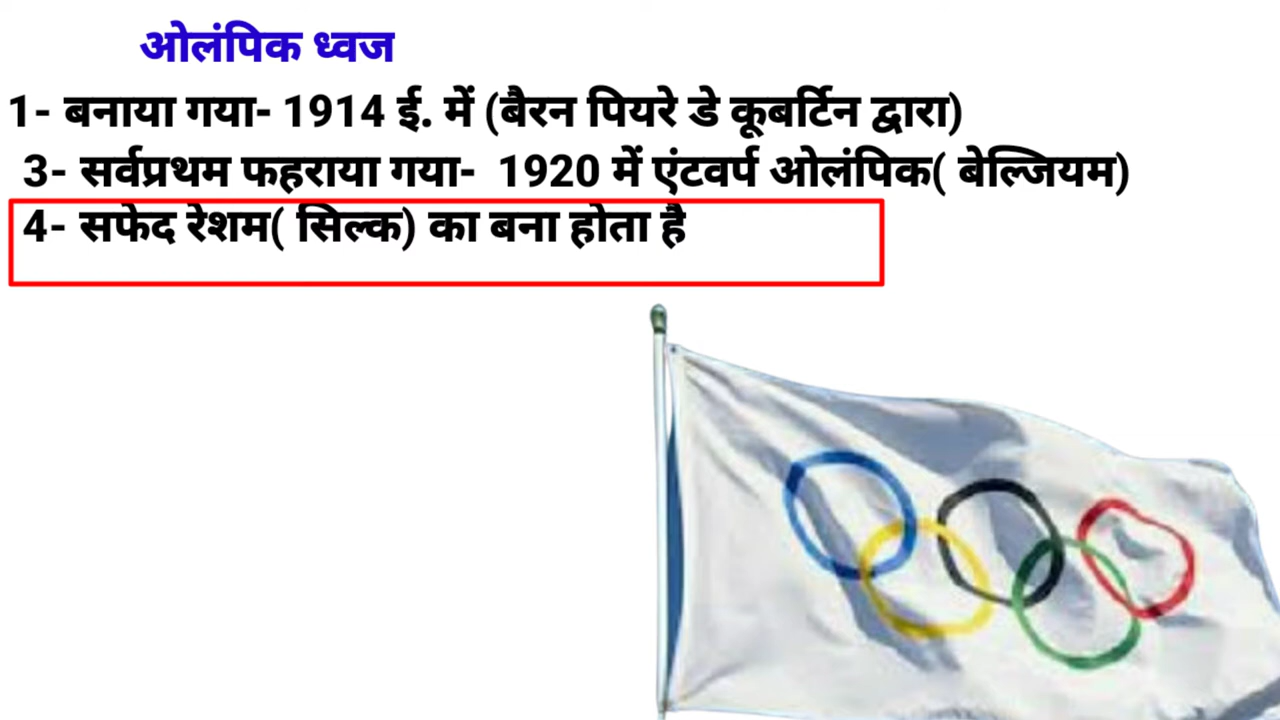 ओलंपिक ध्वज
1- बनाया गया- 1914 ई. में (बैरन पियरे डे कूबर्टिन द्वारा)
3- सर्वप्रथम फहराया गया- 1920 में एंटवर्प ओलंपिक( बेल्जियम)
4- सफेद रेशम( सिल्क) का बना होता है